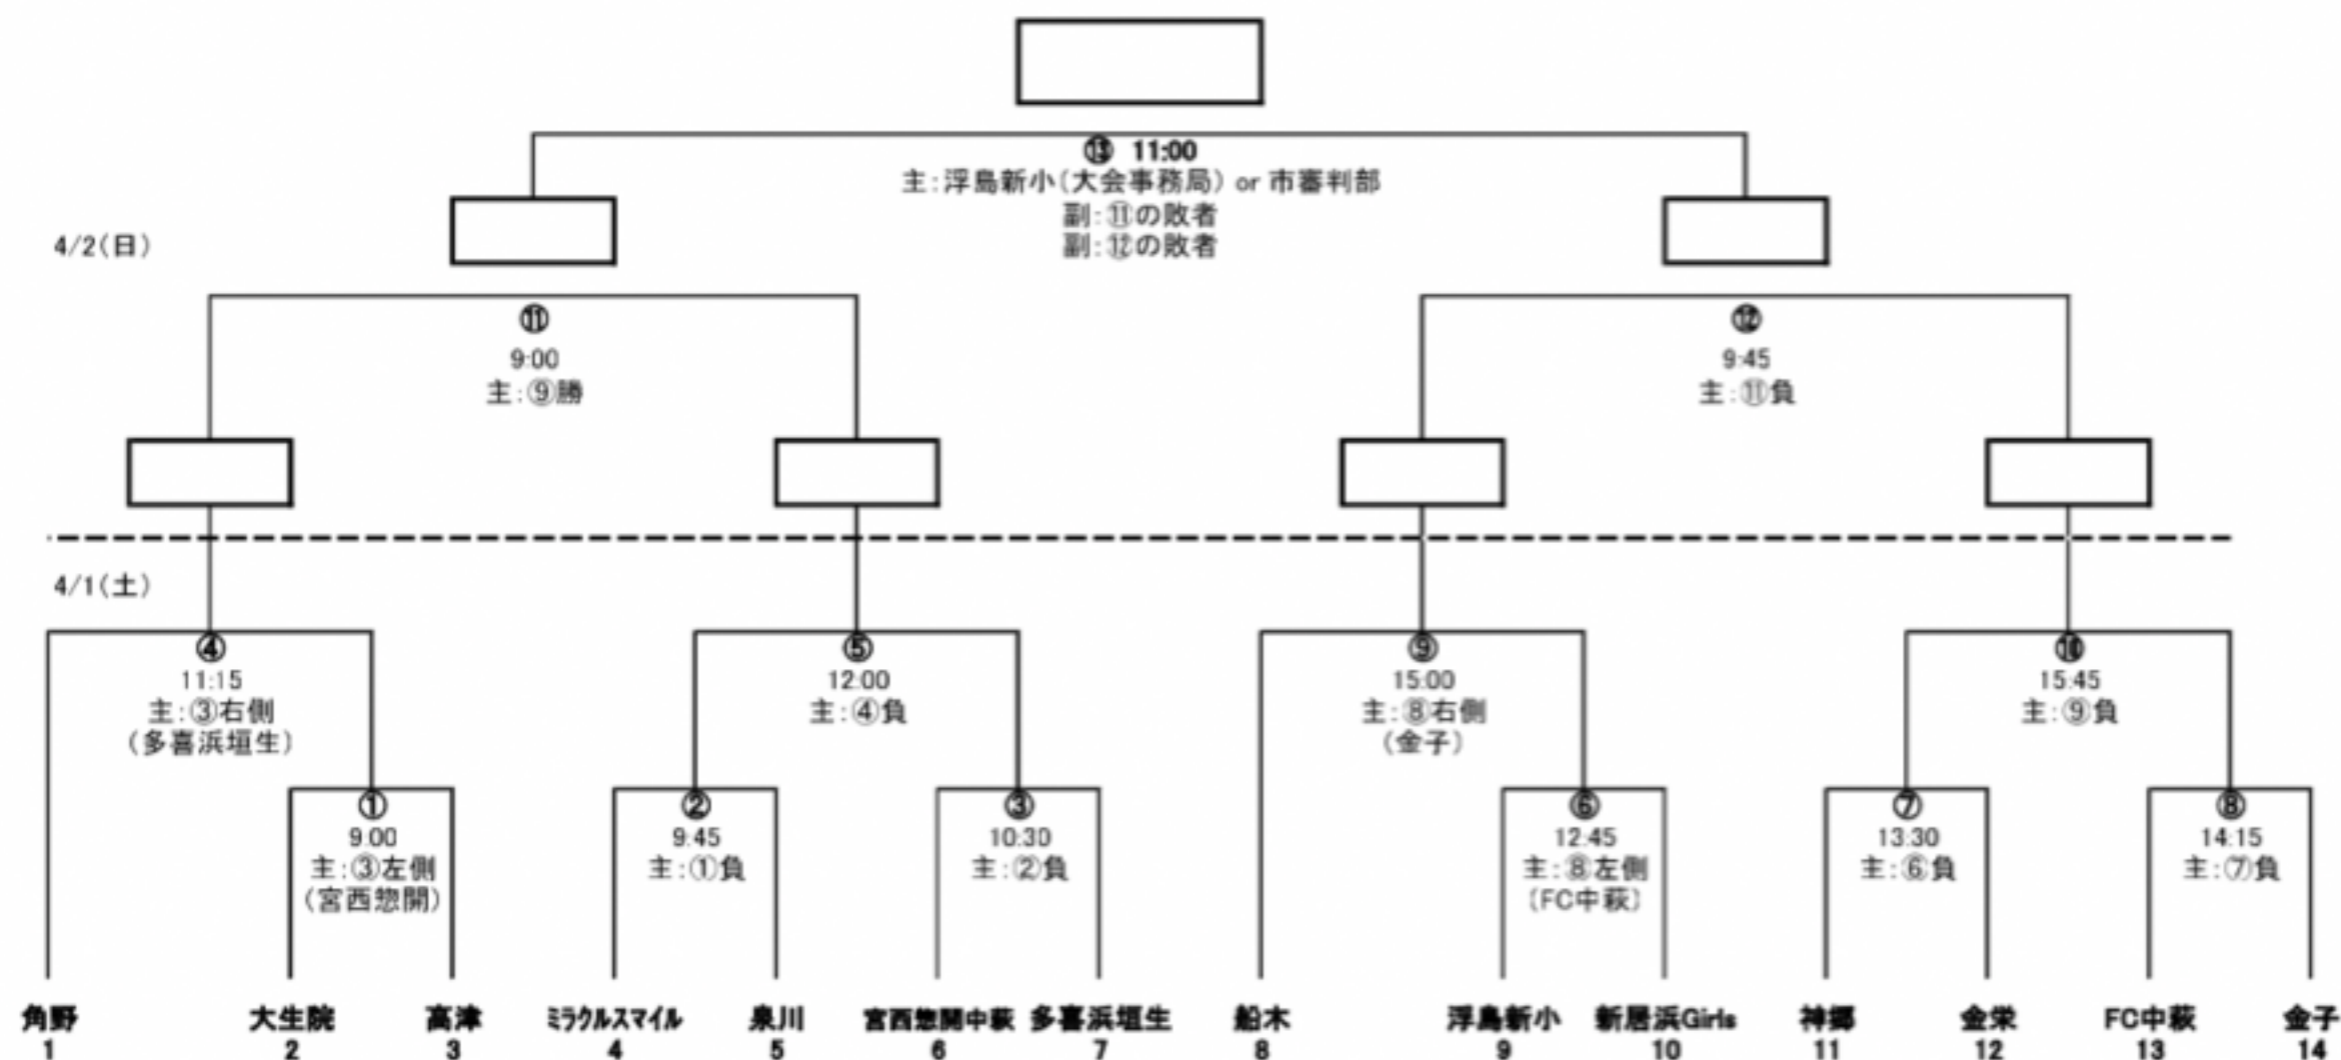 ⑬ 11:00
主:浮島新小(大会事務局) or 市審判部
副:⑪の敗者
副:⑫の敗者
4/2(日)
⑪
9:00
主:⑨勝
⑫
9:45
主:⑪負
4/1(土)
④
11:15
主:③右側
(多喜浜垣生)
⑤
12:00
主:④負
⑨
15:00
主:⑧右側
(金子)
⑩
15:45
主:⑨負
①
9:00
主:③左側
(宮西惣開)
②
9:45
主:①負
③
10:30
主:②負
⑥
12:45
主:⑧左側
(FC中萩)
⑦
13:30
主:⑥負
⑧
14:15
主:⑦負
角野 大生院 高津 ミラクルスマイル 泉川 宮西惣開中萩 多喜浜垣生 船木 浮島新小 新居浜Girls 神郷 金栄 FC中萩 金子
1 2 3 4 5 6 7 8 9 10 11 12 13 14